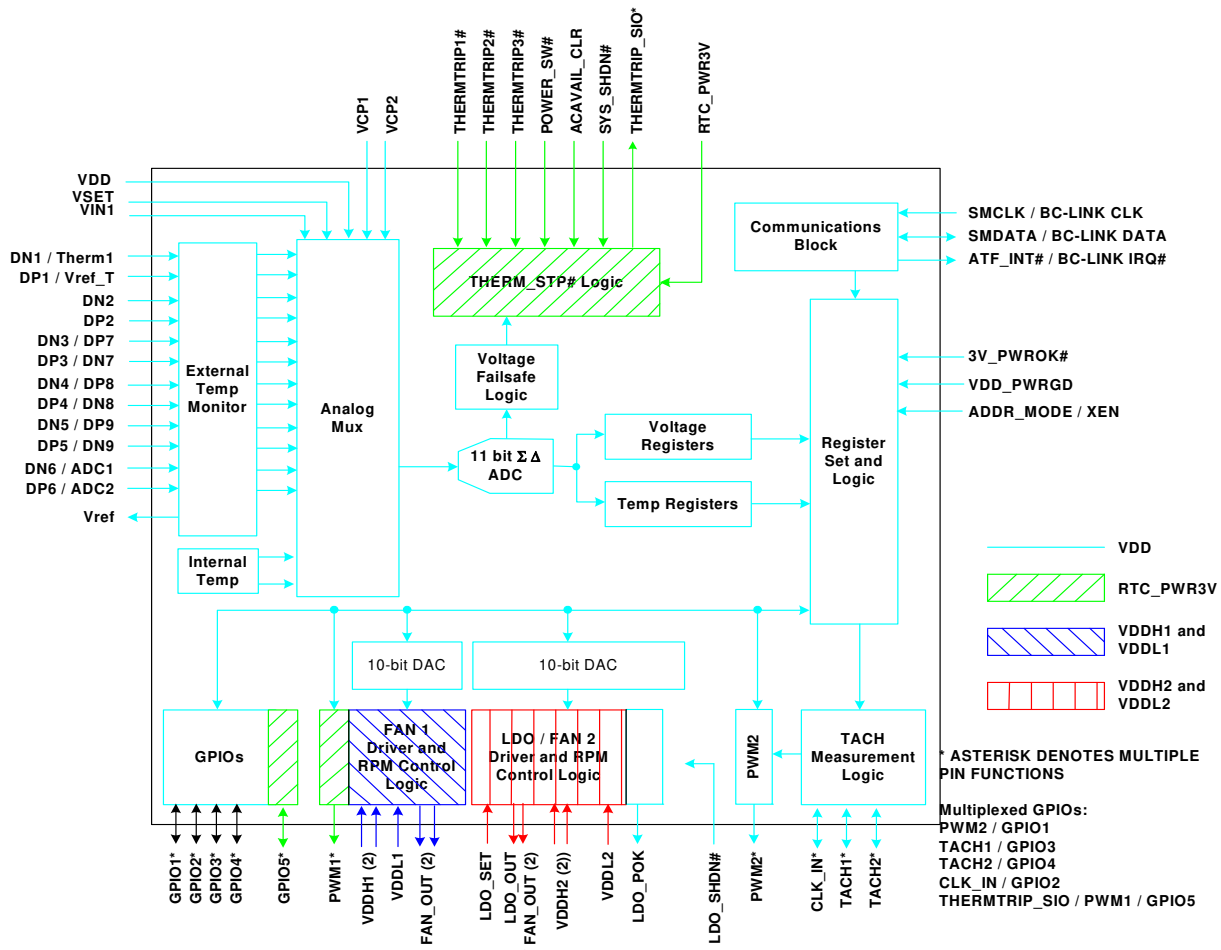 THERMTRIP1#
THERMTRIP2#
THERMTRIP3#
POWER_SW#
ACAVAIL_CLR
SYS_SHDN#
THERMTRIP_SIO*
RTC_PWR3V
VCP1
VCP2
VDD
VSET
VIN1
DN1 / Therm1
DP1 / Vref_T
DN2
DP2
DN3 / DP7
DP3 / DN7
DN4 / DP8
DP4 / DN8
DN5 / DP9
DP5 / DN9
DN6 / ADC1
DP6 / ADC2
Vref
External
Temp
Monitor
Internal
Temp
Analog
Mux
THERM_STP# Logic
Voltage
Failsafe
Logic
11 bit Σ Δ
ADC
Voltage
Registers
Temp Registers
Communications
Block
Register
Set and
Logic
SMCLK / BC-LINK CLK
SMDATA / BC-LINK DATA
ATF_INT# / BC-LINK IRQ#
3V_PWROK#
VDD_PWRGD
ADDR_MODE / XEN
VDD
RTC_PWR3V
VDDH1 and
VDDL1
VDDH2 and
VDDL2
10-bit DAC
10-bit DAC
GPIOs
FAN 1
Driver and
RPM Control
Logic
LDO / FAN 2
Driver and RPM
Control Logic
PWM2
TACH
Measurement
Logic
* ASTERISK DENOTES MULTIPLE
PIN FUNCTIONS
Multiplexed GPIOs:
PWM2 / GPIO1
TACH1 / GPIO3
TACH2 / GPIO4
CLK_IN / GPIO2
THERMTRIP_SIO / PWM1 / GPIO5
GPIO1*
GPIO2*
GPIO3*
GPIO4*
GPIO5*
PWM1*
VDDH1 (2)
VDDL1
FAN_OUT (2)
LDO_SET
LDO_OUT
FAN_OUT (2)
VDDH2 (2))
VDDL2
LDO_POK
LDO_SHDN#
PWM2*
CLK_IN*
TACH1*
TACH2*